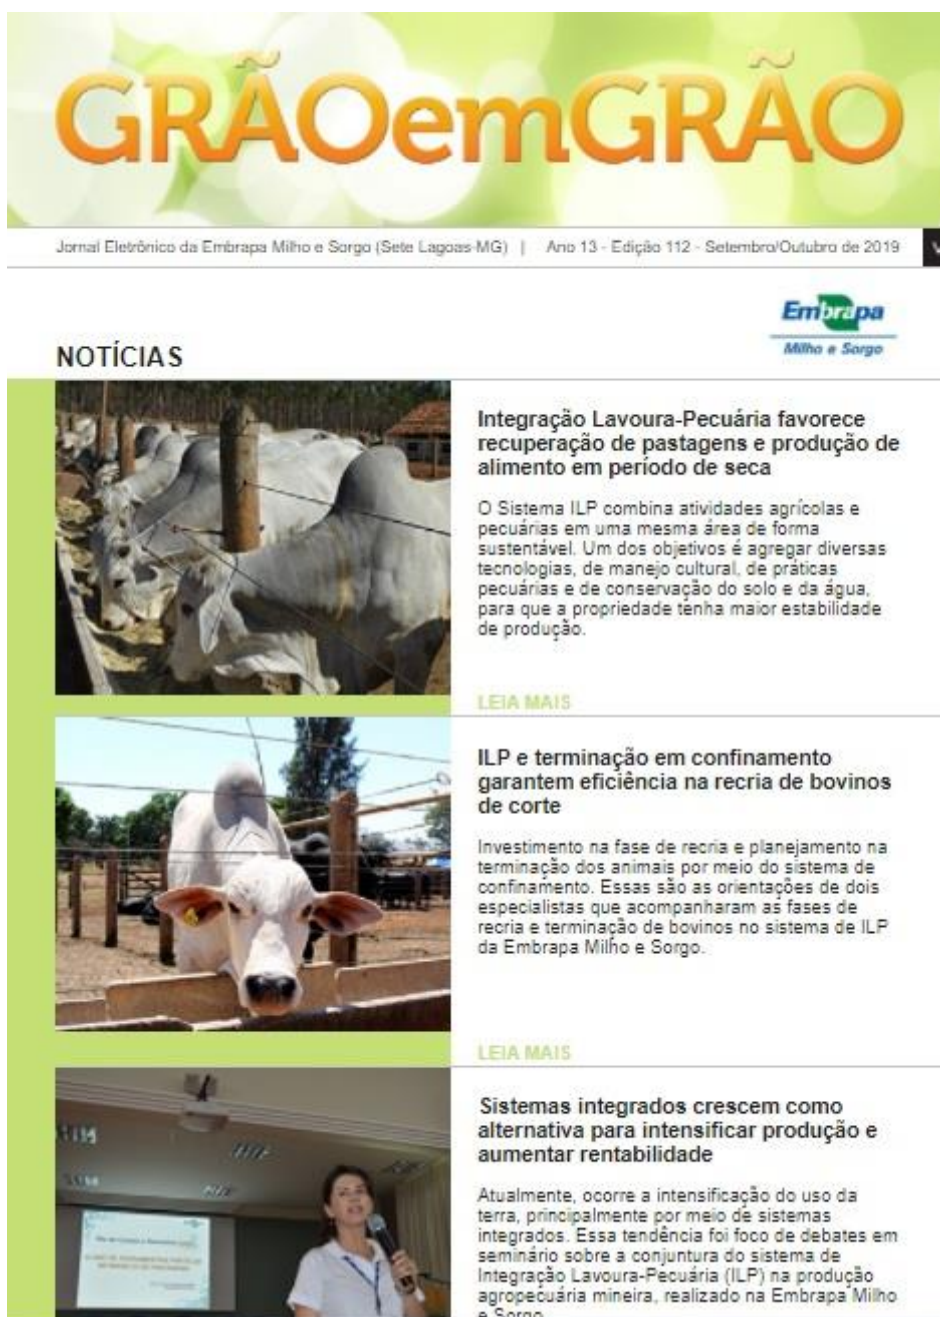 GRÃOemGRÃO
Jornal Eletrônico da Embrapa Milho e Sorgo (Sete Lagoas-MG) | Ano 13 - Edição 112 - Setembro/Outubro de 2019
Embrapa
Milho e Sorgo
NOTÍCIAS
Integração Lavoura-Pecuária favorece
recuperação de pastagens e produção de
alimento em período de seca
O Sistema ILP combina atividades agrícolas e
pecuárias em uma mesma área de forma
sustentável. Um dos objetivos é agregar diversas
tecnologias, de manejo cultural, de práticas
pecuárias e de conservação do solo e da água,
para que a propriedade tenha maior estabilidade
de produção.
LEIA MAIS
ILP e terminação em confinamento
garantem eficiência na recria de bovinos
de corte
Investimento na fase de recria e planejamento na
terminação dos animais por meio do sistema de
confinamento. Essas são as orientações de dois
especialistas que acompanharam as fases de
recria e terminação de bovinos no sistema de ILP
da Embrapa Milho e Sorgo.
LEIA MAIS
Sistemas integrados crescem como
alternativa para intensificar produção e
aumentar rentabilidade
Atualmente, ocorre a intensificação do uso da
terra, principalmente por meio de sistemas
integrados. Essa tendência foi foco de debates em
seminário sobre a conjuntura do sistema de
Integração Lavoura-Pecuária (ILP) na produção
agropecuária mineira, realizado na Embrapa Milho
e Sorgo